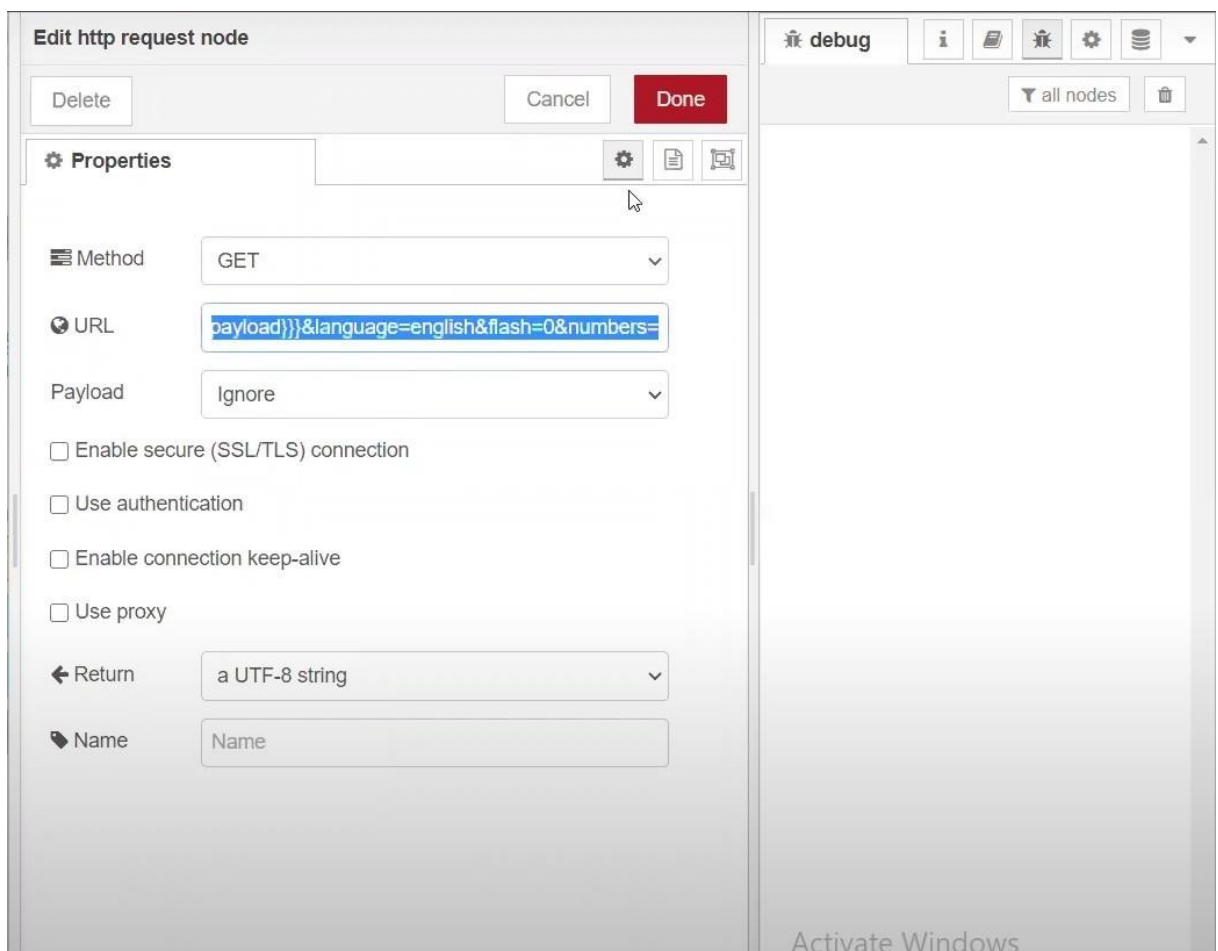 Edit http request node
debug
Delete
Cancel
Done
all nodes
Properties
Method
GET
URL
payload}}}&language=english&flash=0&numbers=
Payload
Ignore
Enable secure (SSL/TLS) connection
Use authentication
Enable connection keep-alive
Use proxy
Return
a UTF-8 string
Name
Name
Activate Windows